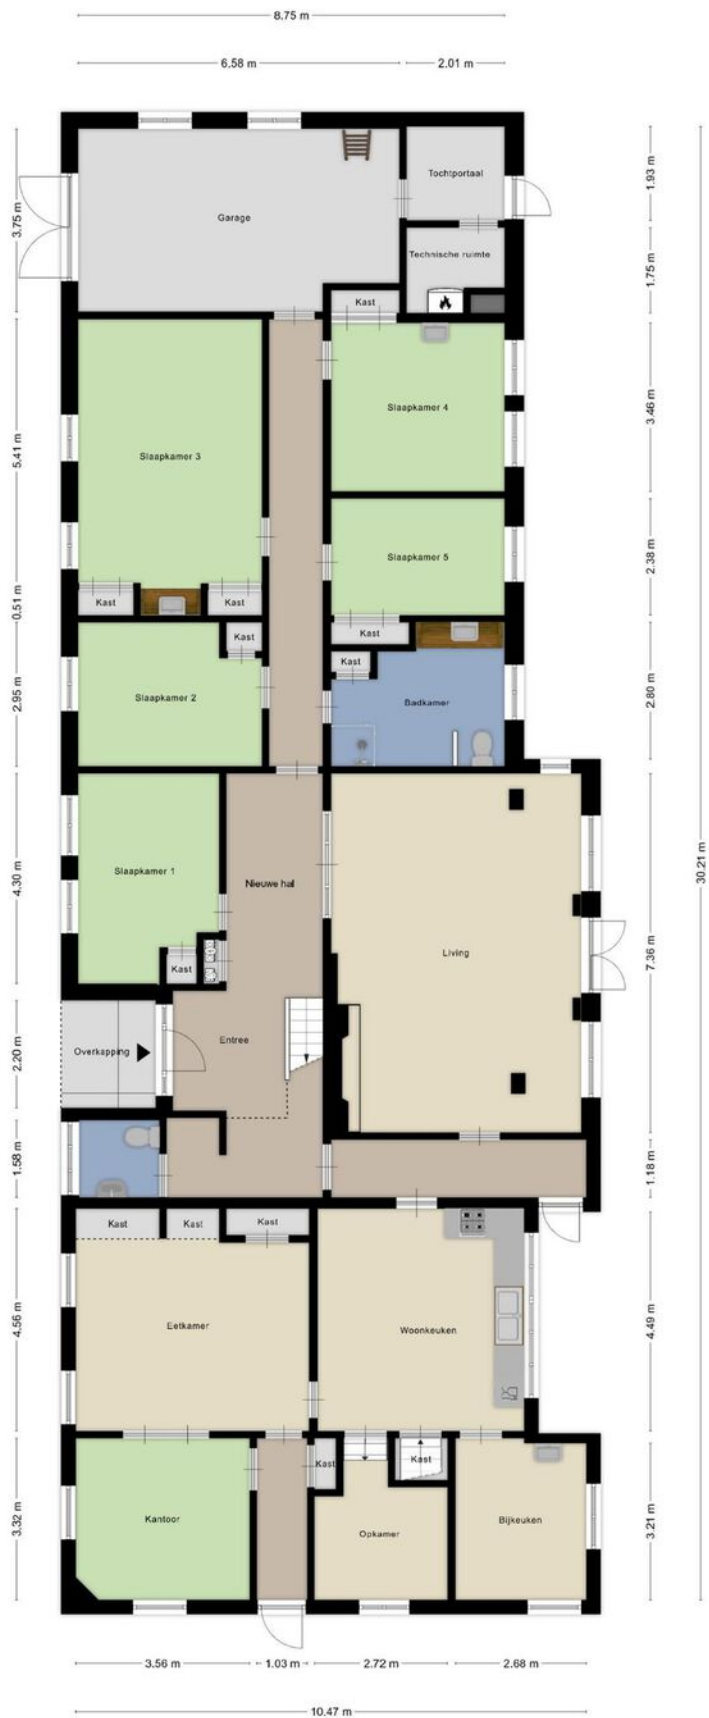 8.75 m
6.58 m
2.01 m
Garage
Tochtportaal
Technische ruimte
Kast
3.75 m
1.93 m
1.75 m
Slaapkamer 3
Slaapkamer 4
Slaapkamer 5
5.41 m
3.46 m
2.38 m
Kast
Kast
Kast
0.51 m
Kast
Kast
Slaapkamer 2
Badkamer
2.95 m
2.80 m
Slaapkamer 1
Nieuwe hal
Living
Kast
4.30 m
7.36 m
30.21 m
Overkapping
Entree
2.20 m
1.58 m
1.18 m
Kast
Kast
Kast
Eetkamer
Woonkeuken
4.56 m
4.49 m
Kast
Kast
Kantoor
Opkamer
Bijkeuken
3.32 m
3.21 m
3.56 m
1.03 m
2.72 m
2.68 m
10.47 m